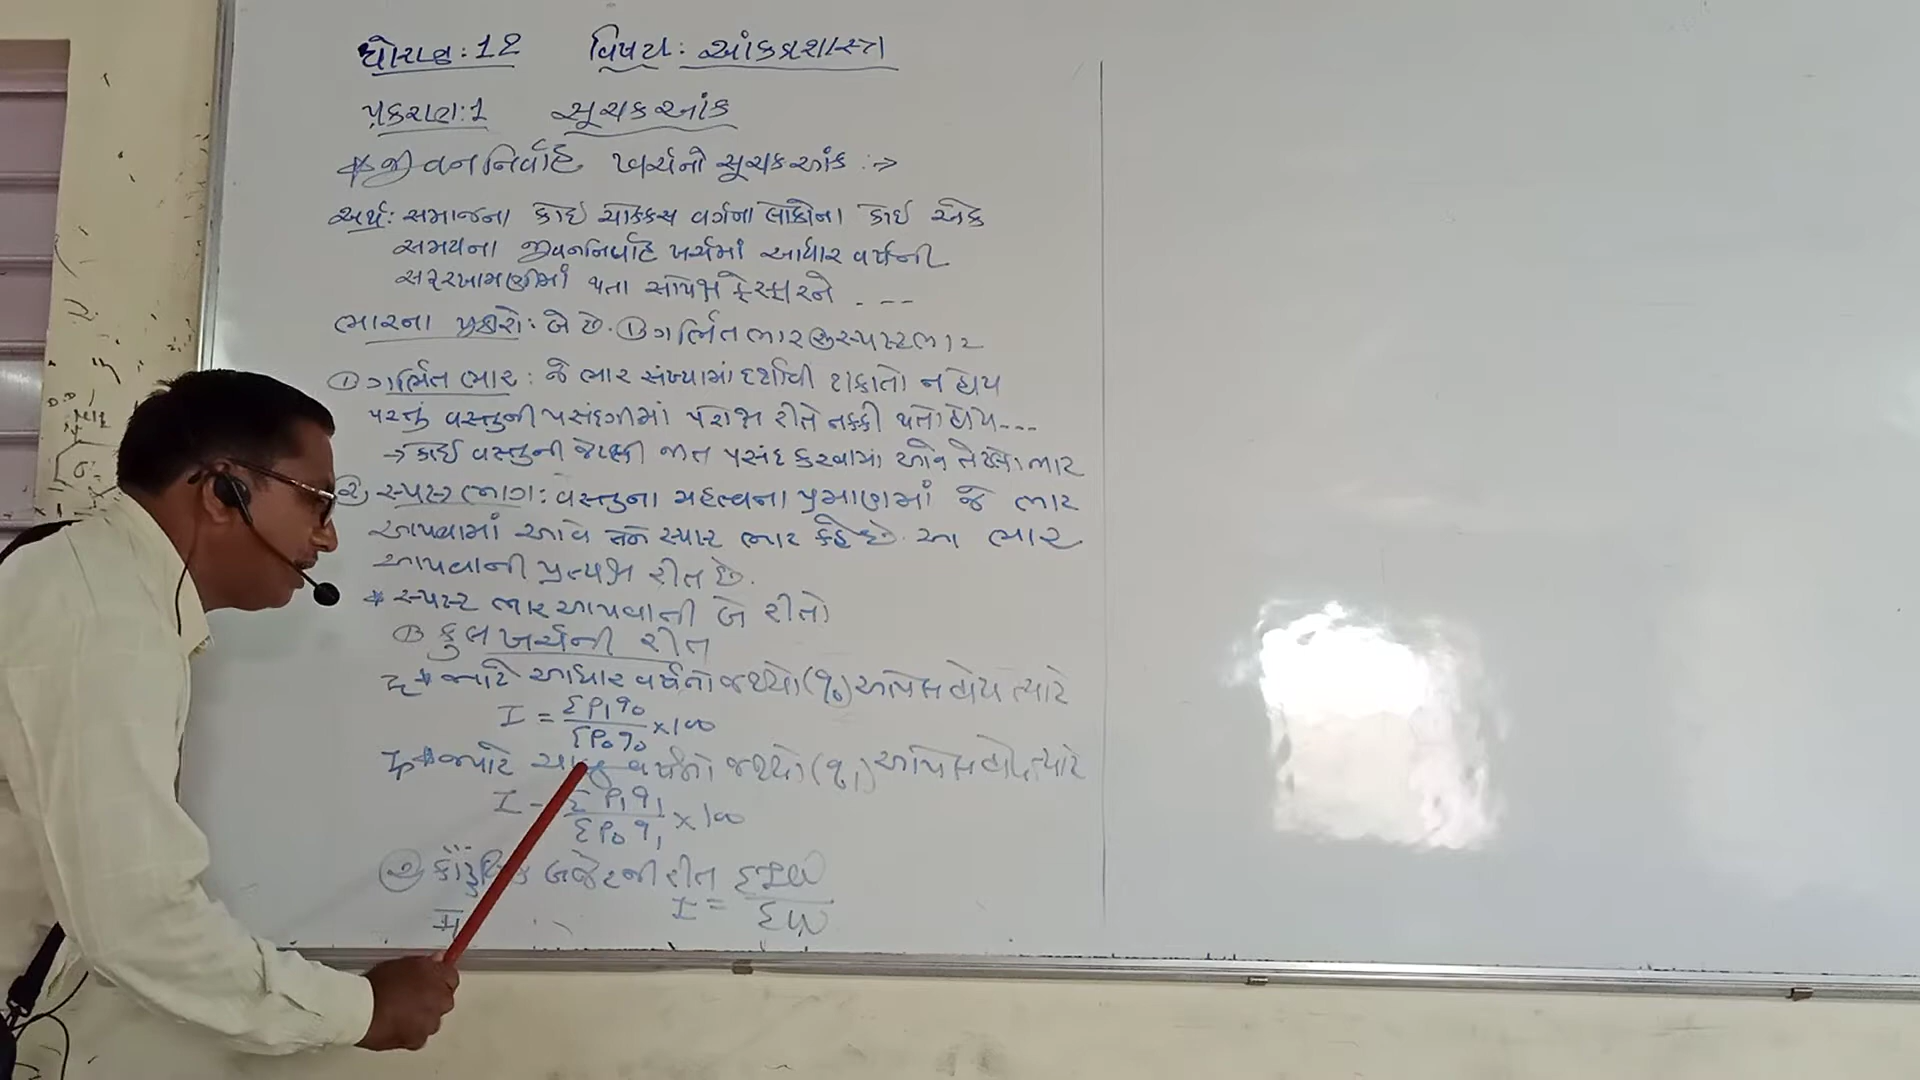 ધોરણ: 12 વિષય: આંકડાશાસ્ત્ર
પ્રકરણ: 1 સૂચક આંક
* જીવનનિર્વાહ ખર્ચનો સૂચક આંક :→
અર્થ: સમાજના કોઈ ચોક્કસ વર્ગના લોકોના કોઈ એક
સમયના જીવનનિર્વાહ ખર્ચમાં આધાર વર્ષની
સરખામણીમાં થતા સાપેક્ષ ફેરફારને - ---
ભારના પ્રકારો: બે છે. ① ગર્ભિત ભાર ② સ્પષ્ટ ભાર
① ગર્ભિત ભાર: જે ભાર સંખ્યામાં દર્શાવી શકાતો ન હોય
પરંતુ વસ્તુની પસંદગીમાં પરોક્ષ રીતે નક્કી થતો હોય---
→ કોઈ વસ્તુની જેટલી જાત પસંદ કરવામાં આવે તેટલો ભાર
② સ્પષ્ટ ભાગ: વસ્તુના મહત્વના પ્રમાણમાં જે ભાર
આપવામાં આવે તેને સ્પષ્ટ ભાર કહે છે. આ ભાર
આપવાની પ્રત્યક્ષ રીત છે.
* સ્પષ્ટ ભાર આપવાની બે રીતો
① કુલ ખર્ચની રીત
* જ્યારે આધાર વર્ષનો જથ્થો (q₀) આપેલ હોય ત્યારે
I = Σp₁q₀ / Σp₀q₀ × 100
* જ્યારે ચાલુ વર્ષનો જથ્થો (q₁) આપેલ હોય ત્યારે
I = Σp₁q₁ / Σp₀q₁ × 100
② કૌટુંબિક બજેટની રીત
I = ΣIW / ΣW